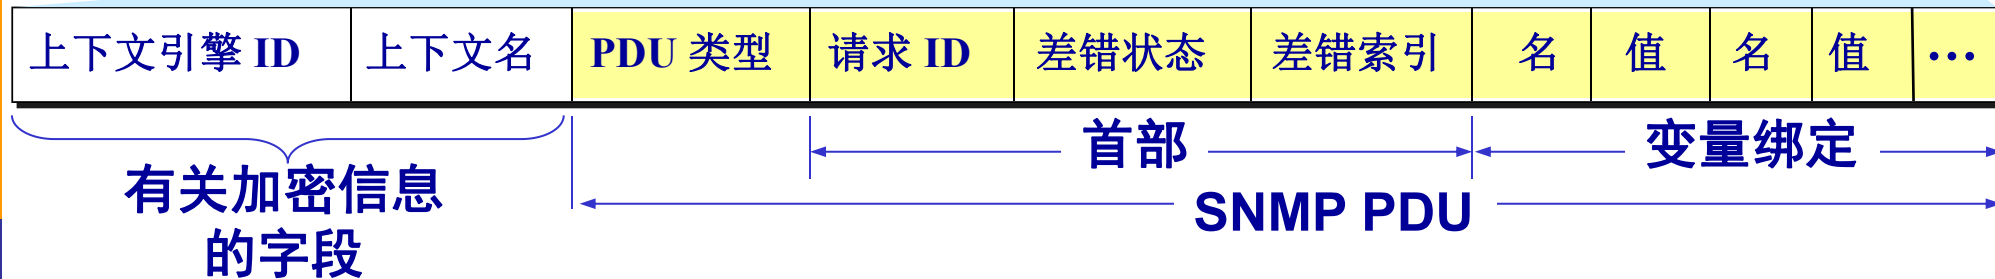 上下文引擎 ID 上下文名 PDU 类型 请求 ID 差错状态 差错索引 名 值 名 值 …
首部 变量绑定
有关加密信息
SNMP PDU
的字段